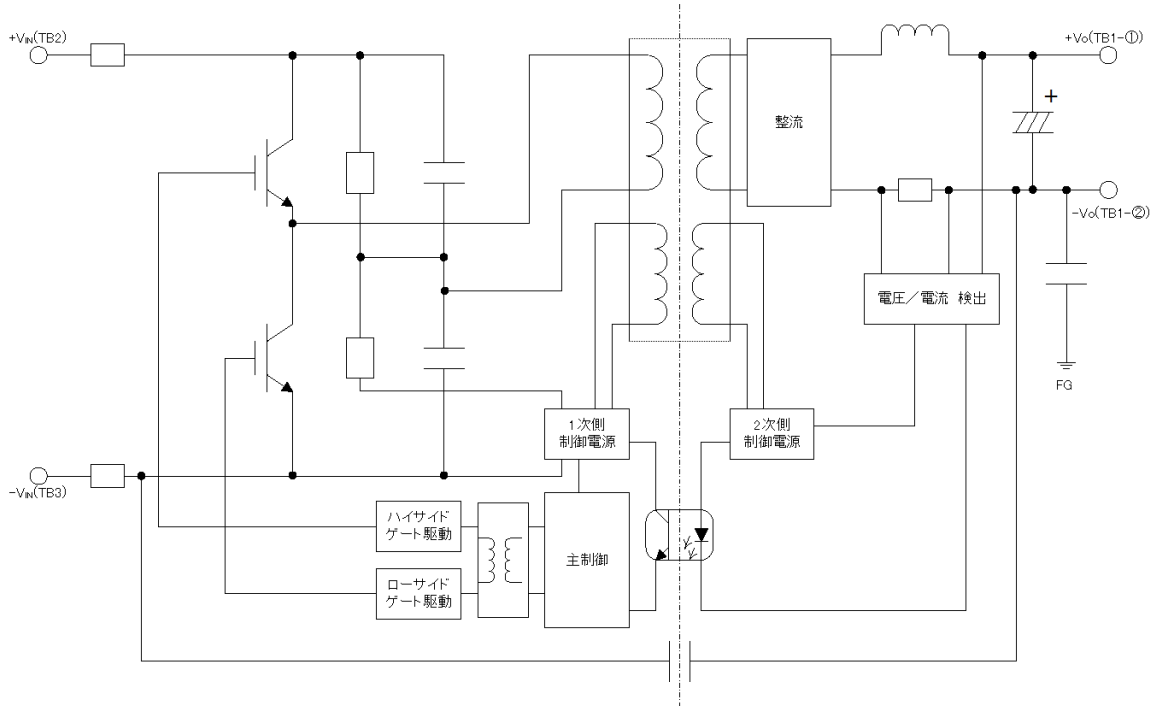 +VIN(TB2)
+Vo(TB1-①)
+
整流
-Vo(TB1-②)
電圧/電流 検出
FG
1次側
制御電源
2次側
制御電源
-VIN(TB3)
ハイサイド
ゲート駆動
主制御
ローサイド
ゲート駆動